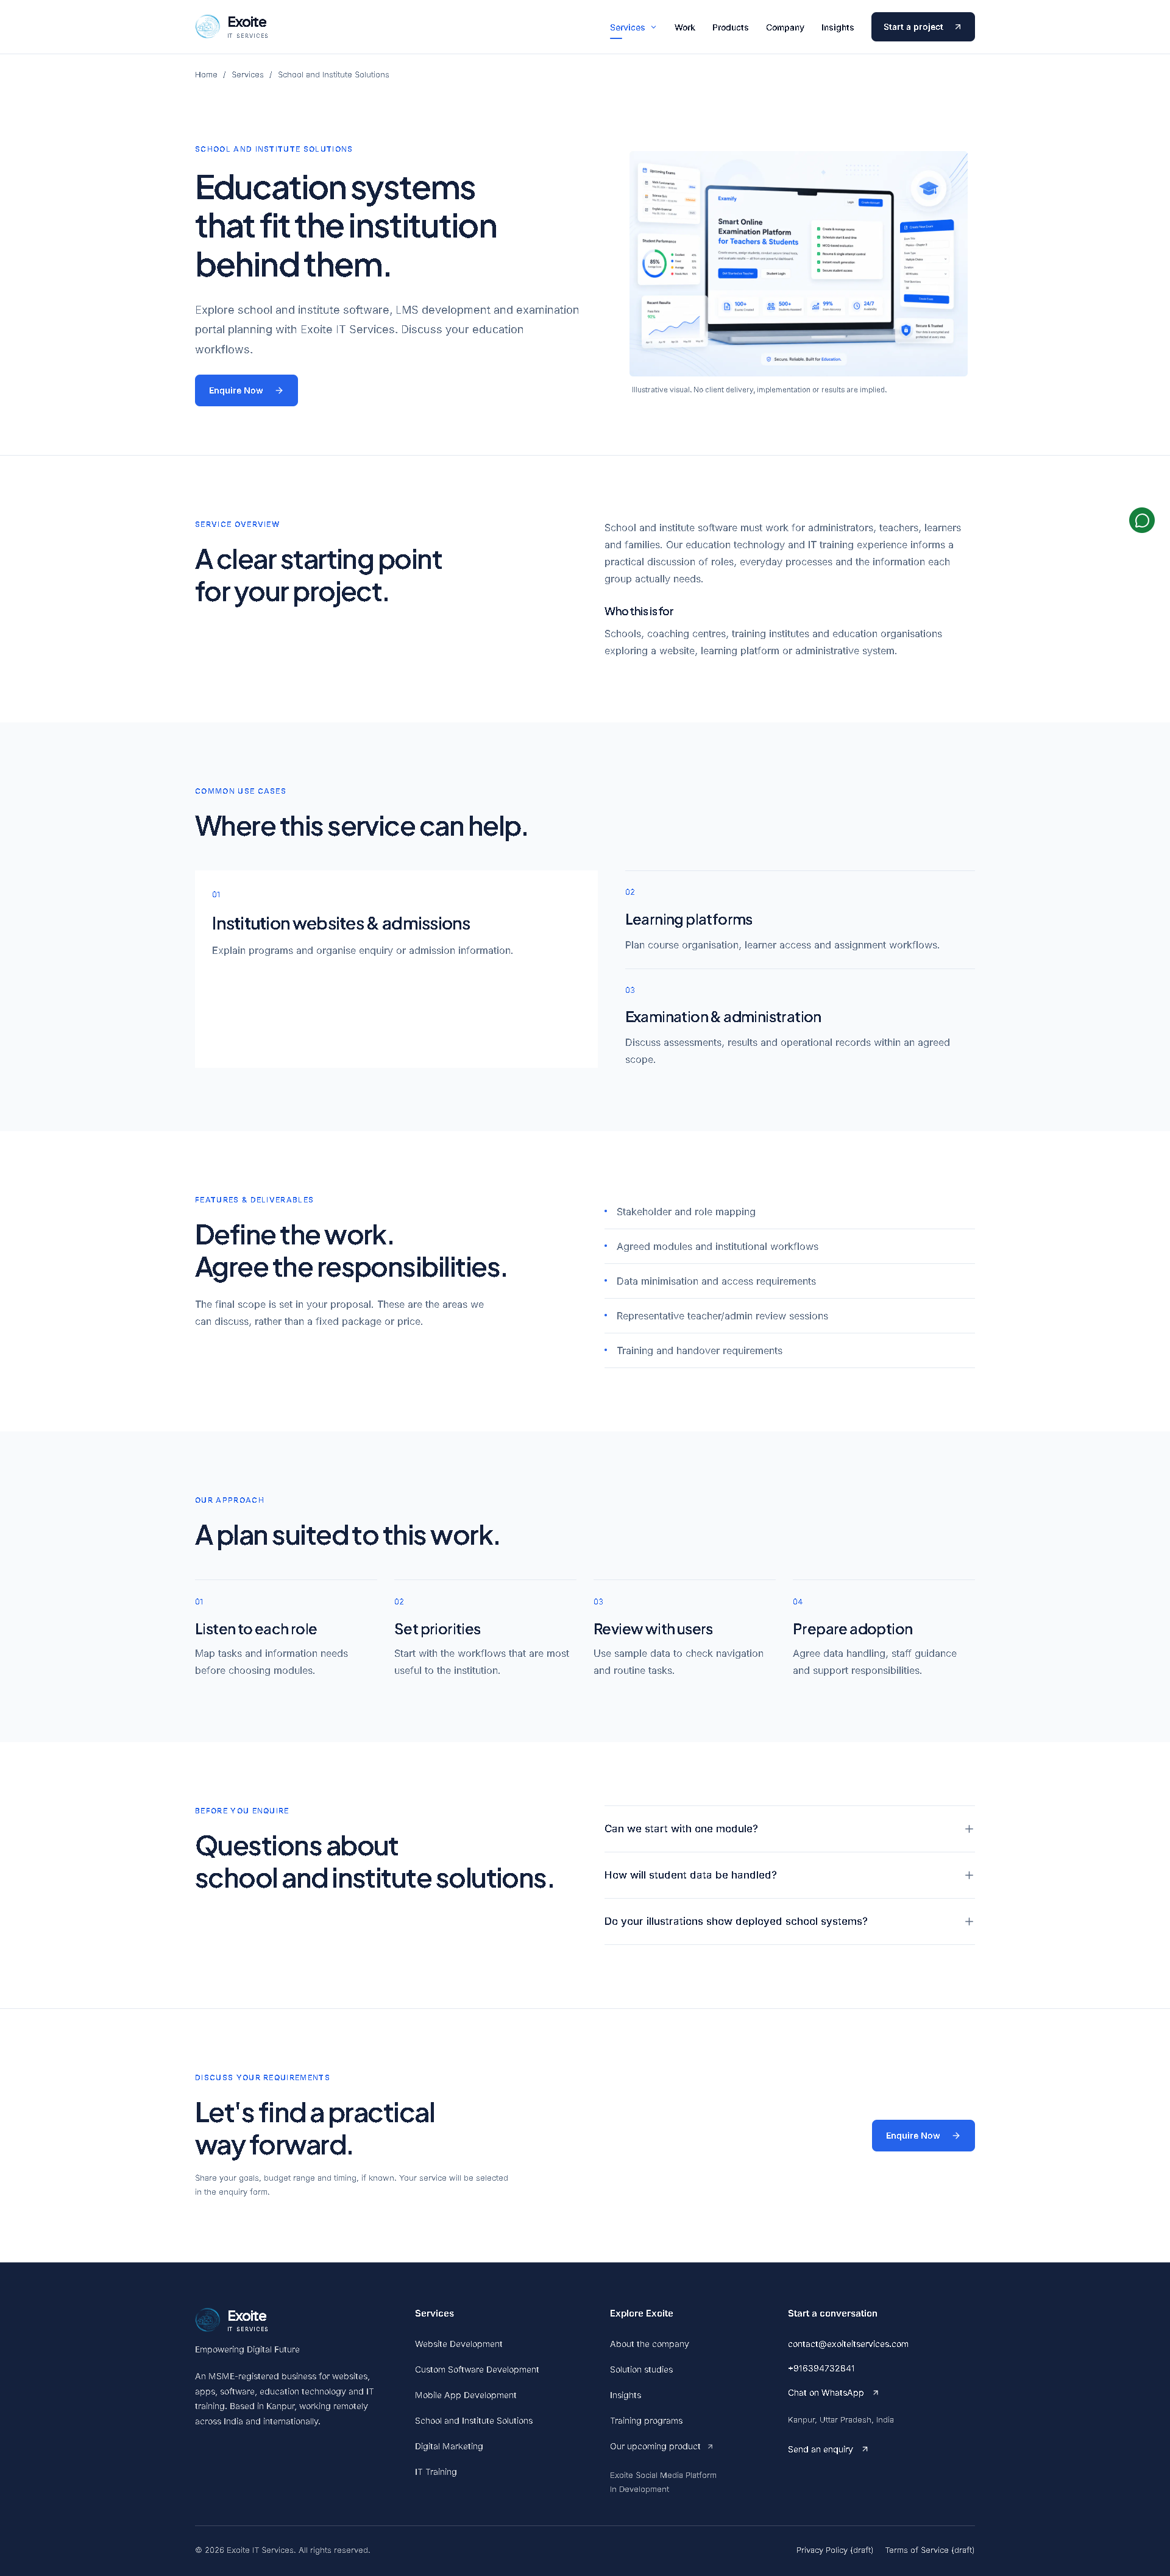 Exoite
IT SERVICES
Services
Work
Products
Company
Insights
Start a project
Home / Services / School and Institute Solutions
SCHOOL AND INSTITUTE SOLUTIONS
Education systems
that fit the institution
behind them.
Explore school and institute software, LMS development and examination
portal planning with Exoite IT Services. Discuss your education
workflows.
Enquire Now
Examify
Smart Online
Examination Platform
for Teachers & Students
Student Performance
85%
Recent Results
100+
500+
99%
24/7
Secure & Trusted
Secure. Reliable. Built for Education.
Illustrative visual. No client delivery, implementation or results are implied.
SERVICE OVERVIEW
A clear starting point
for your project.
School and institute software must work for administrators, teachers, learners
and families. Our education technology and IT training experience informs a
practical discussion of roles, everyday processes and the information each
group actually needs.
Who this is for
Schools, coaching centres, training institutes and education organisations
exploring a website, learning platform or administrative system.
COMMON USE CASES
Where this service can help.
01
Institution websites & admissions
Explain programs and organise enquiry or admission information.
02
Learning platforms
Plan course organisation, learner access and assignment workflows.
03
Examination & administration
Discuss assessments, results and operational records within an agreed
scope.
FEATURES & DELIVERABLES
Define the work.
Agree the responsibilities.
The final scope is set in your proposal. These are the areas we
can discuss, rather than a fixed package or price.
Stakeholder and role mapping
Agreed modules and institutional workflows
Data minimisation and access requirements
Representative teacher/admin review sessions
Training and handover requirements
OUR APPROACH
A plan suited to this work.
01
Listen to each role
Map tasks and information needs
before choosing modules.
02
Set priorities
Start with the workflows that are most
useful to the institution.
03
Review with users
Use sample data to check navigation
and routine tasks.
04
Prepare adoption
Agree data handling, staff guidance
and support responsibilities.
BEFORE YOU ENQUIRE
Questions about
school and institute solutions.
Can we start with one module?
How will student data be handled?
Do your illustrations show deployed school systems?
DISCUSS YOUR REQUIREMENTS
Let's find a practical
way forward.
Share your goals, budget range and timing, if known. Your service will be selected
in the enquiry form.
Enquire Now
Exoite
IT SERVICES
Empowering Digital Future
An MSME-registered business for websites,
apps, software, education technology and IT
training. Based in Kanpur, working remotely
across India and internationally.
Services
Website Development
Custom Software Development
Mobile App Development
School and Institute Solutions
Digital Marketing
IT Training
Explore Exoite
About the company
Solution studies
Insights
Training programs
Our upcoming product
Exoite Social Media Platform
In Development
Start a conversation
contact@exoiteitservices.com
+916394732841
Chat on WhatsApp
Kanpur, Uttar Pradesh, India
Send an enquiry
© 2026 Exoite IT Services. All rights reserved.
Privacy Policy (draft)
Terms of Service (draft)